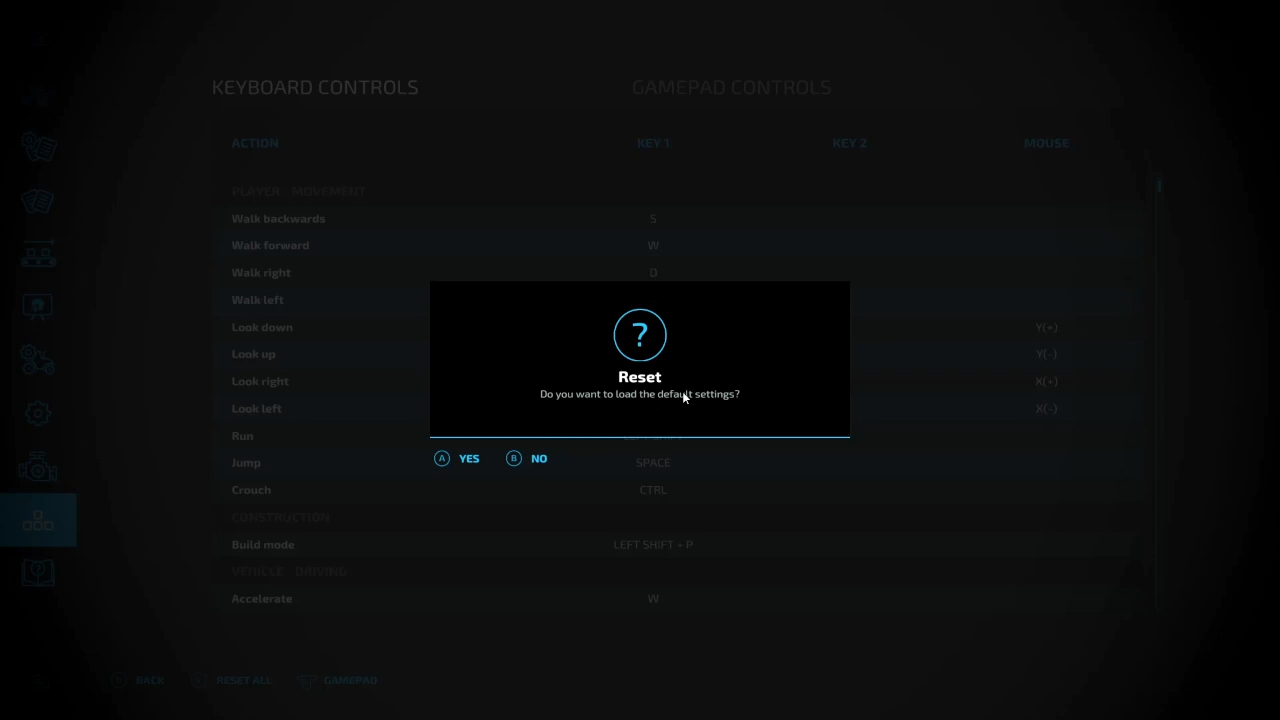 KEYBOARD CONTROLS GAMEPAD CONTROLS
ACTION KEY 1 KEY 2 MOUSE
PLAYER - MOVEMENT
Walk backwards S
Walk forward W
Walk right D
Walk left
Look down Y(+)
Look up Y(-)
Look right X(+)
Look left X(-)
?
Reset
Do you want to load the default settings?
A YES B NO
Run
Jump SPACE
Crouch CTRL
CONSTRUCTION
Build mode LEFT SHIFT + P
VEHICLE - DRIVING
Accelerate W
BACK RESET ALL GAMEPAD